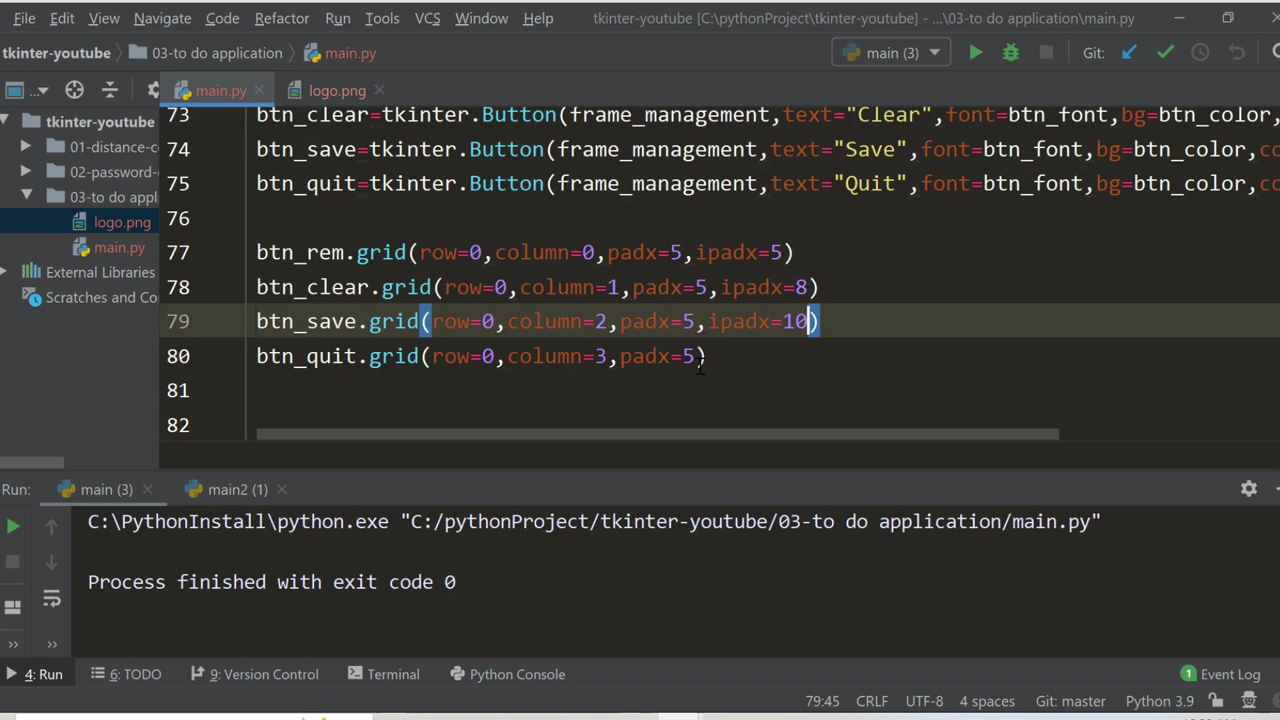 File Edit View Navigate Code Refactor Run Tools VCS Window Help tkinter-youtube [C:\pythonProject\tkinter-youtube] - ...\03-to do application\main.py
tkinter-youtube 03-to do application main.py main (3) Git:
main.py logo.png
tkinter-youtube
01-distance-c
02-password-
03-to do appl
logo.png
main.py
External Libraries
Scratches and Co
73 btn_clear=tkinter.Button(frame_management,text="Clear",font=btn_font,bg=btn_color,
74 btn_save=tkinter.Button(frame_management,text="Save",font=btn_font,bg=btn_color,co
75 btn_quit=tkinter.Button(frame_management,text="Quit",font=btn_font,bg=btn_color,co
76
77 btn_rem.grid(row=0,column=0,padx=5,ipadx=5)
78 btn_clear.grid(row=0,column=1,padx=5,ipadx=8)
79 btn_save.grid(row=0,column=2,padx=5,ipadx=10)
80 btn_quit.grid(row=0,column=3,padx=5)
81
82
Run: main (3) main2 (1)
C:\PythonInstall\python.exe "C:/pythonProject/tkinter-youtube/03-to do application/main.py"
Process finished with exit code 0
4: Run 6: TODO 9: Version Control Terminal Python Console 1 Event Log
79:45 CRLF UTF-8 4 spaces Git: master Python 3.9